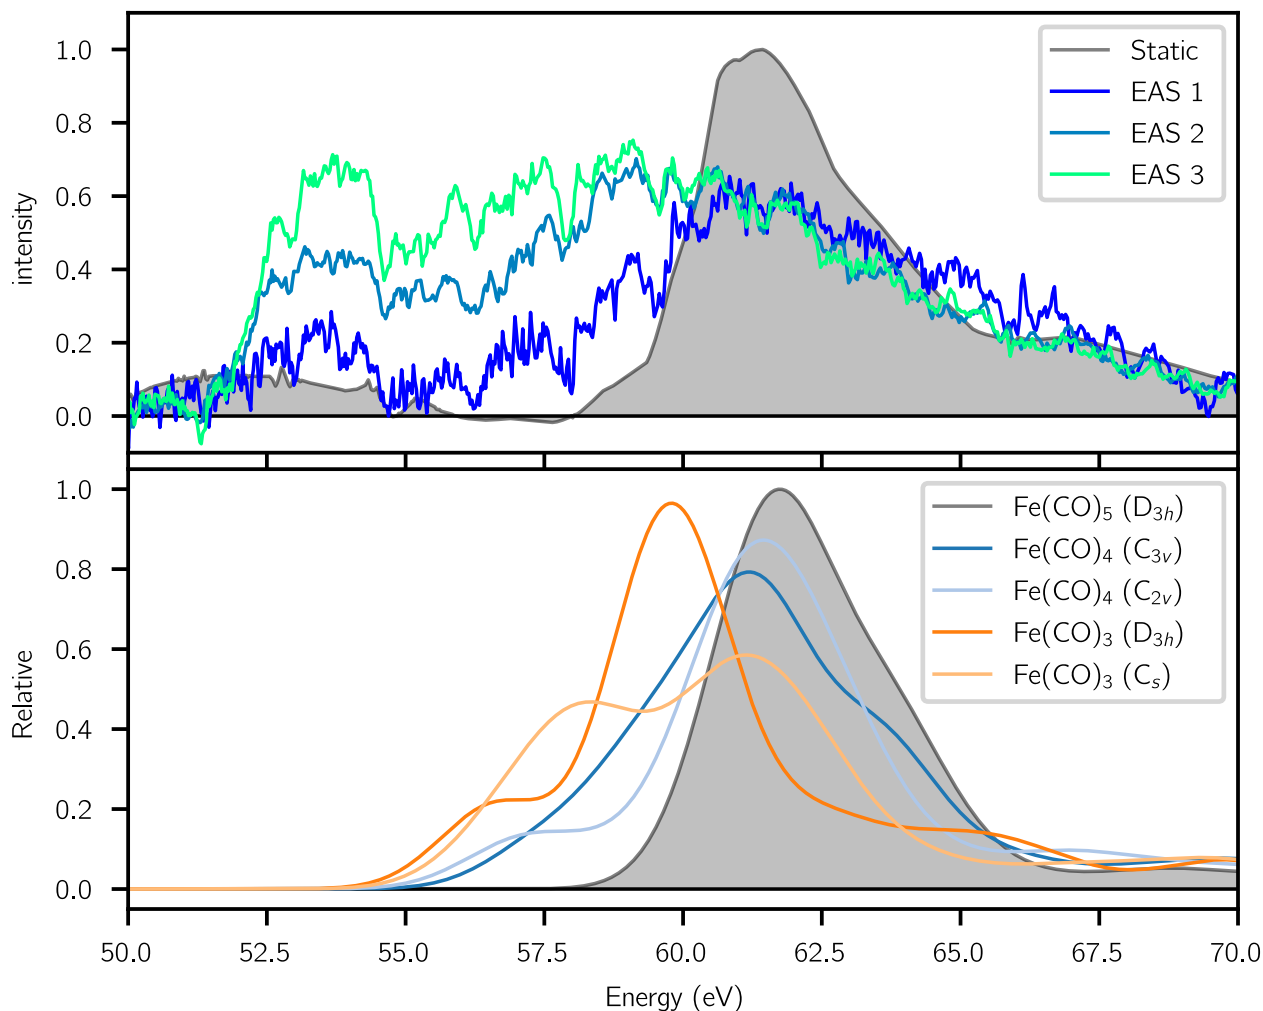 1.0
0.8
0.6
0.4
0.2
0.0
intensity
Static
EAS 1
EAS 2
EAS 3
1.0
0.8
0.6
0.4
0.2
0.0
Relative
Fe(CO)₅ (D₃ₕ)
Fe(CO)₄ (C₃ᵥ)
Fe(CO)₄ (C₂ᵥ)
Fe(CO)₃ (D₃ₕ)
Fe(CO)₃ (Cₛ)
50.0 52.5 55.0 57.5 60.0 62.5 65.0 67.5 70.0
Energy (eV)